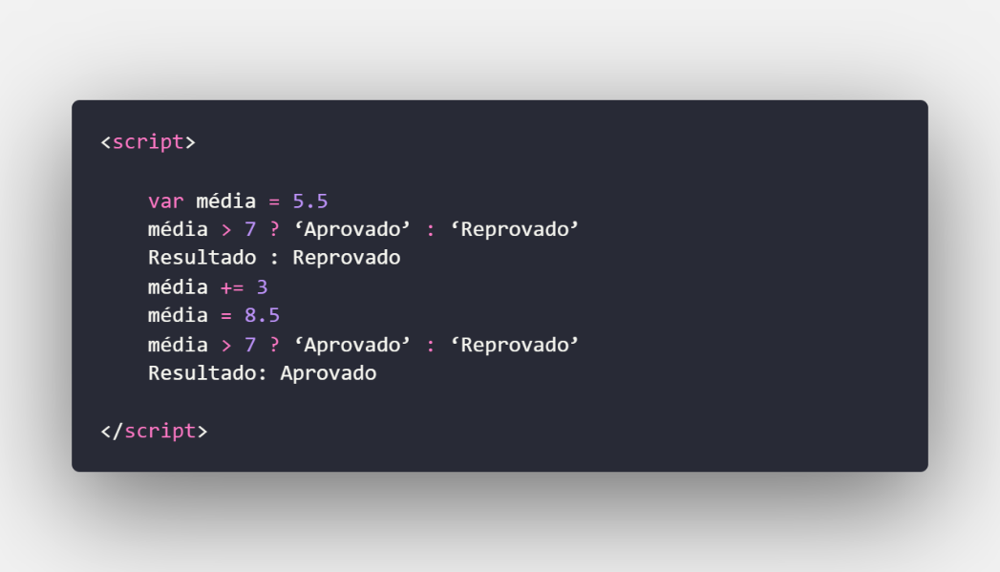 <script>
var média = 5.5
média > 7 ? ‘Aprovado’ : ‘Reprovado’
Resultado : Reprovado
média += 3
média = 8.5
média > 7 ? ‘Aprovado’ : ‘Reprovado’
Resultado: Aprovado
</script>